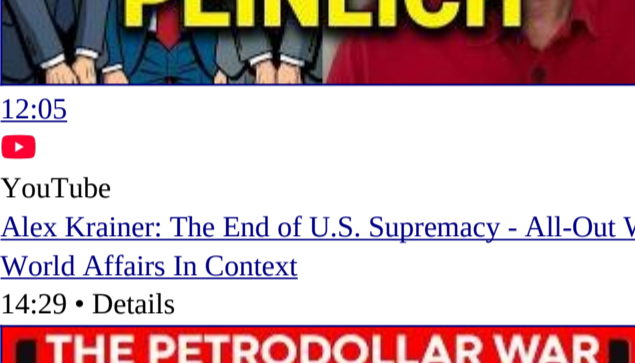 PEINLICH
12:05
YouTube
Alex Krainer: The End of U.S. Supremacy - All-Out
World Affairs In Context
14:29 • Details
THE PETRODOLLAR WAR